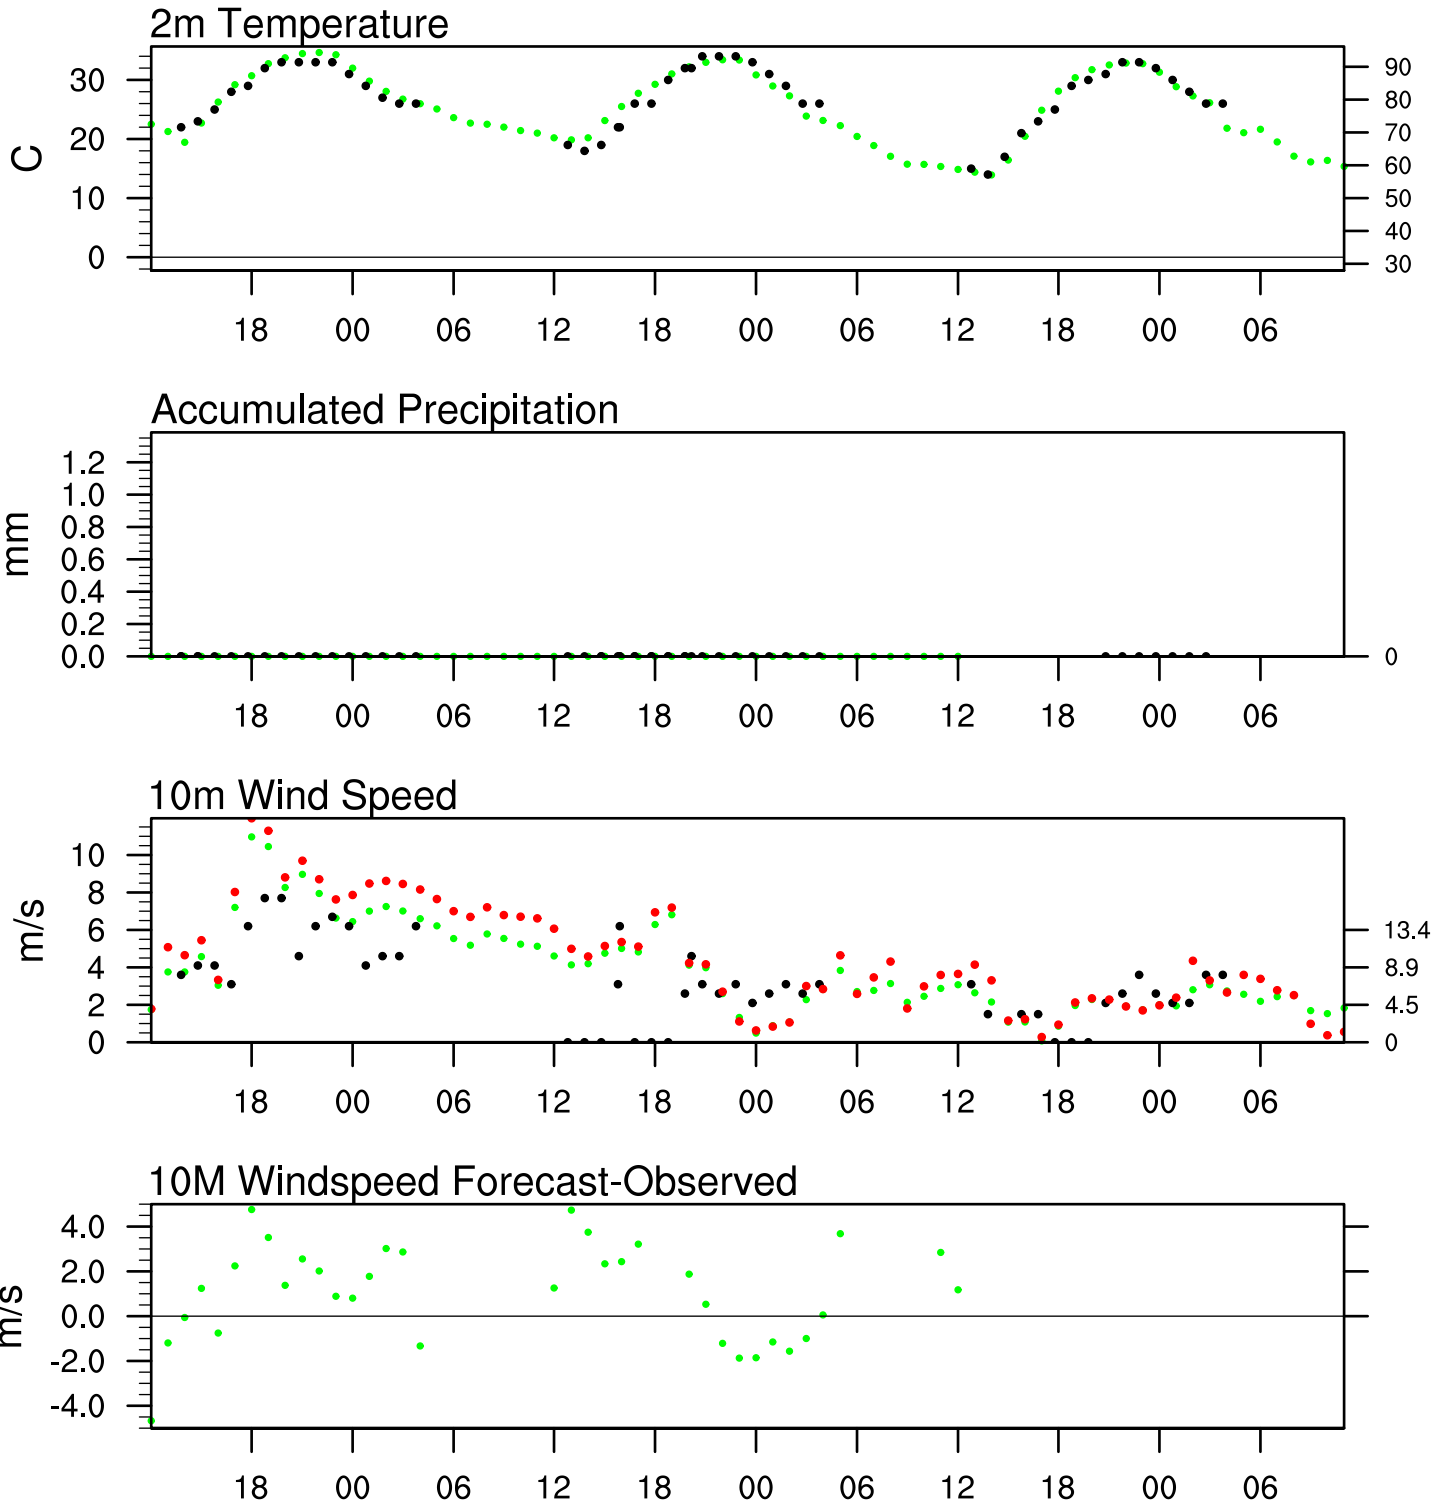 2m Temperature
C
30
20
10
0
90
80
70
60
50
40
30
18 00 06 12 18 00 06 12 18 00 06
Accumulated Precipitation
mm
1.2
1.0
0.8
0.6
0.4
0.2
0.0
0
18 00 06 12 18 00 06 12 18 00 06
10m Wind Speed
m/s
10
8
6
4
2
0
13.4
8.9
4.5
0
18 00 06 12 18 00 06 12 18 00 06
10M Windspeed Forecast-Observed
m/s
4.0
2.0
0.0
-2.0
-4.0
18 00 06 12 18 00 06 12 18 00 06